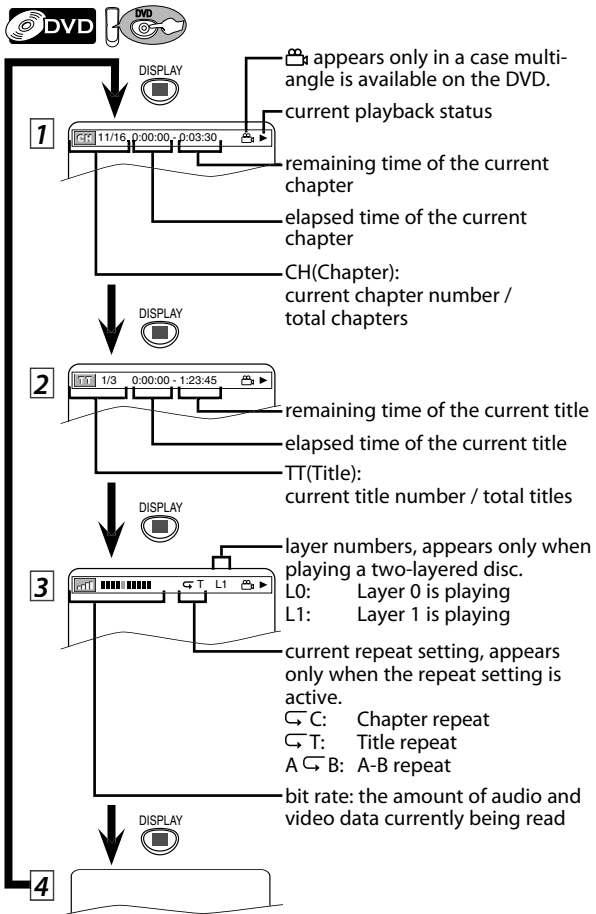 DVD DVD
DISPLAY
appears only in a case multi-
angle is available on the DVD.
current playback status
1
CH 11/16 0:00:00 - 0:03:30
remaining time of the current
chapter
elapsed time of the current
chapter
CH(Chapter):
current chapter number /
total chapters
DISPLAY
2
TT 1/3 0:00:00 - 1:23:45
remaining time of the current title
elapsed time of the current title
TT(Title):
current title number / total titles
DISPLAY
layer numbers, appears only when
playing a two-layered disc.
L0: Layer 0 is playing
L1: Layer 1 is playing
3
T L1
current repeat setting, appears
only when the repeat setting is
active.
C: Chapter repeat
T: Title repeat
A B: A-B repeat
bit rate: the amount of audio and
video data currently being read
DISPLAY
4